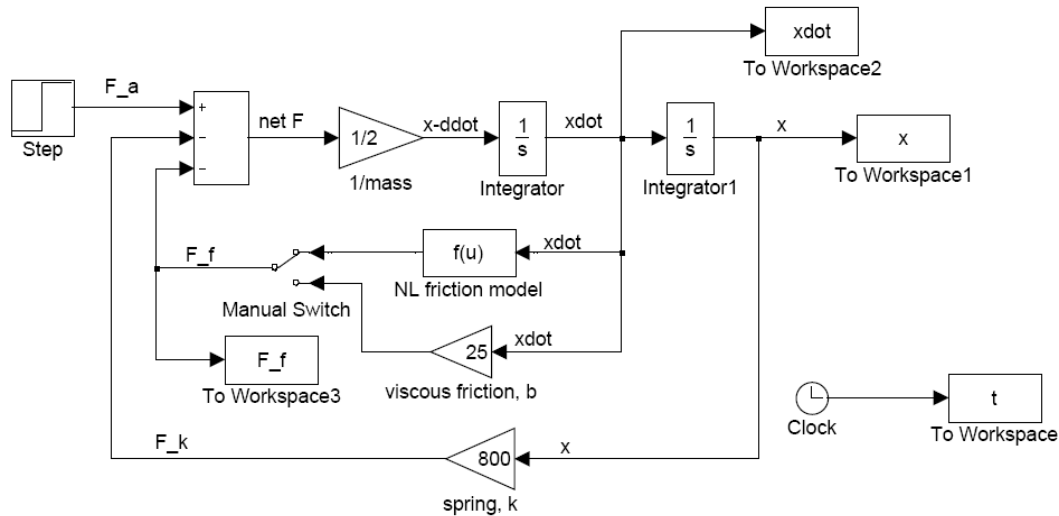 xdot
To Workspace2
F_a
+
−
−
Step
net F
1/2
1/mass
x-ddot
1
s
Integrator
xdot
1
s
Integrator1
x
x
To Workspace1
F_f
Manual Switch
f(u)
NL friction model
xdot
F_f
To Workspace3
25
viscous friction, b
xdot
Clock
t
To Workspace
F_k
800
spring, k
x